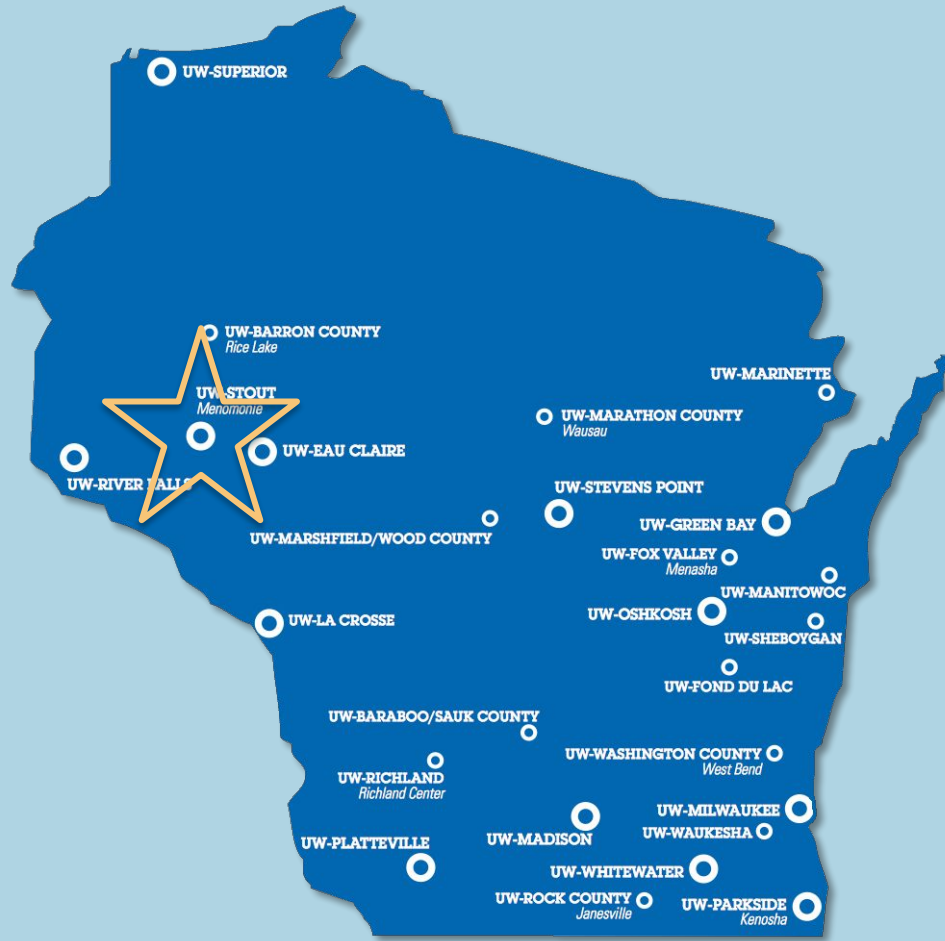 UW-SUPERIOR
UW-BARRON COUNTY
Rice Lake
UW-MARINETTE
UW-STOUT
Menomonie
UW-MARATHON COUNTY
Wausau
UW-EAU CLAIRE
UW-RIVER FALLS
UW-STEVENS POINT
UW-GREEN BAY
UW-MARSHFIELD/WOOD COUNTY
UW-FOX VALLEY
Menasha
UW-MANITOWOC
UW-OSHKOSH
UW-LA CROSSE
UW-SHEBOYGAN
UW-FOND DU LAC
UW-BARABOO/SAUK COUNTY
UW-WASHINGTON COUNTY
West Bend
UW-RICHLAND
Richland Center
UW-MILWAUKEE
UW-WAUKESHA
UW-MADISON
UW-PLATTEVILLE
UW-WHITEWATER
UW-ROCK COUNTY
Janesville
UW-PARKSIDE
Kenosha